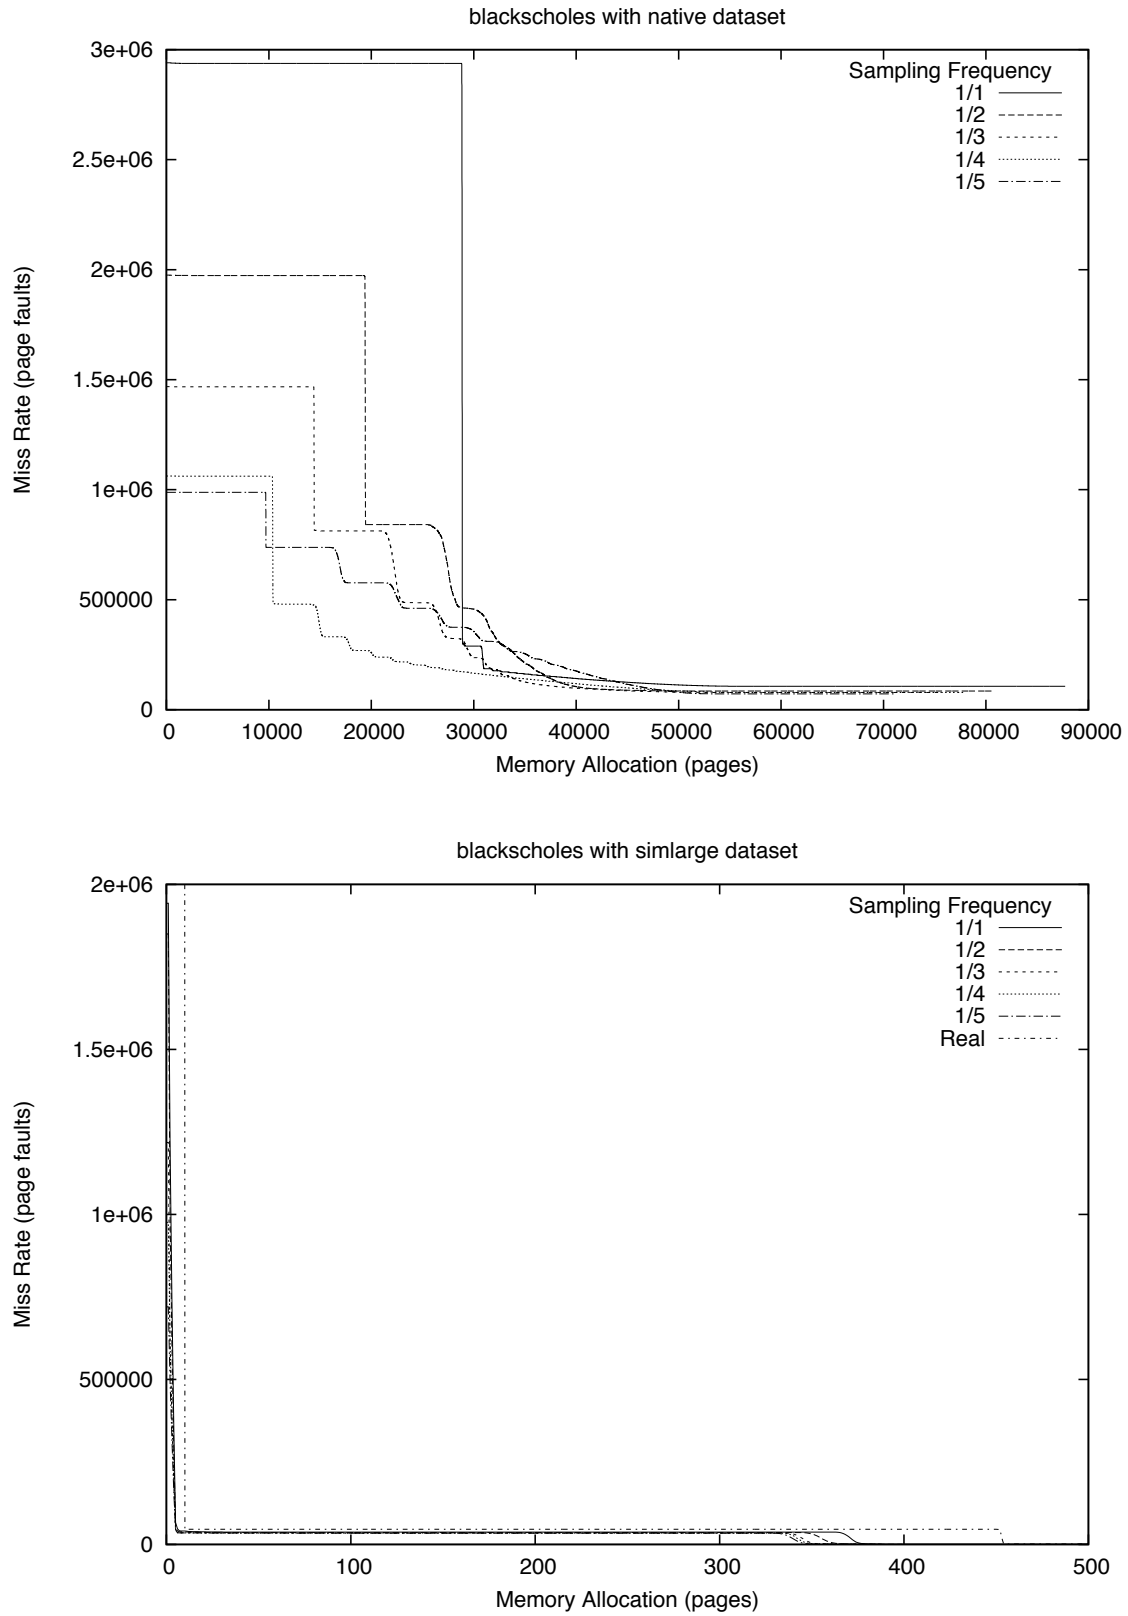 blackscholes with native dataset
3e+06
2.5e+06
2e+06
1.5e+06
1e+06
500000
0
Miss Rate (page faults)
Sampling Frequency
1/1
1/2
1/3
1/4
1/5
0 10000 20000 30000 40000 50000 60000 70000 80000 90000
Memory Allocation (pages)
blackscholes with simlarge dataset
2e+06
1.5e+06
1e+06
500000
0
Miss Rate (page faults)
Sampling Frequency
1/1
1/2
1/3
1/4
1/5
Real
0 100 200 300 400 500
Memory Allocation (pages)